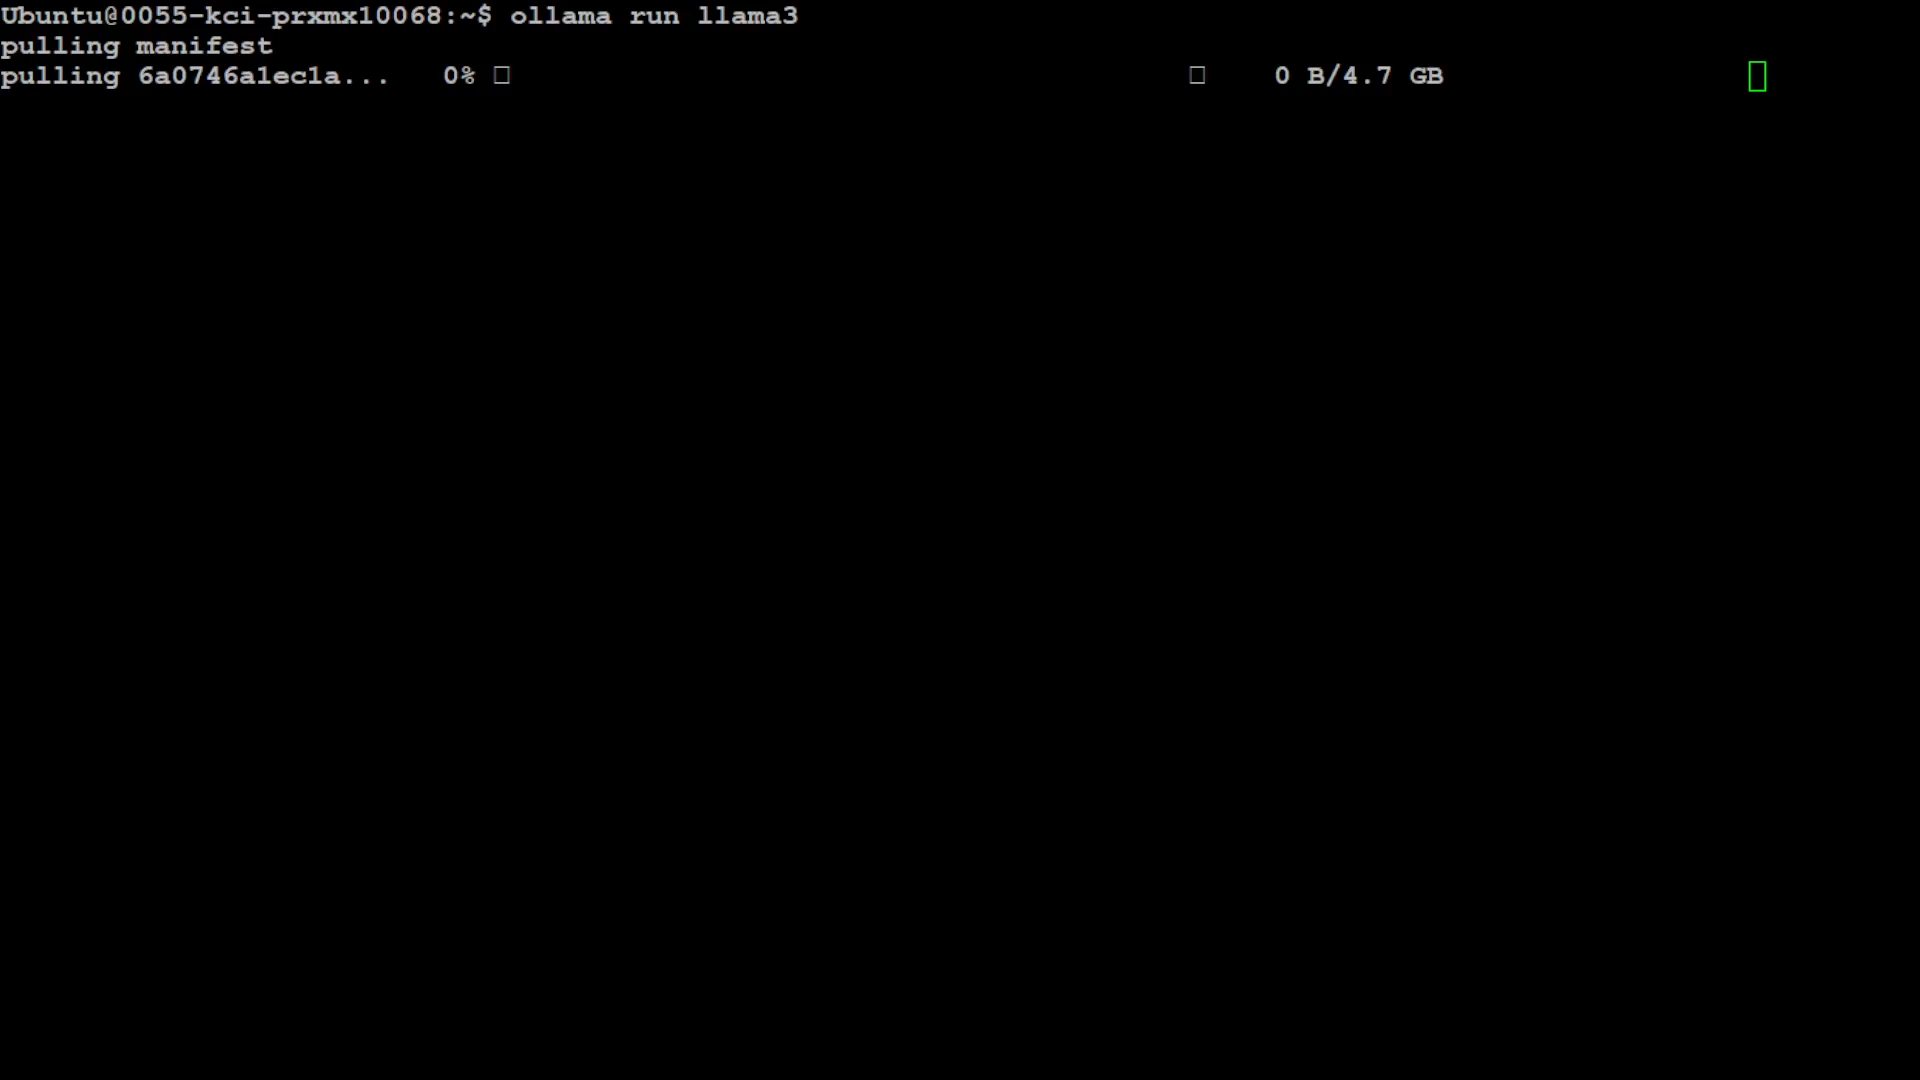 Ubuntu@0055-kci-prxmx10068:~$ ollama run llama3
pulling manifest
pulling 6a0746a1ec1a...   0% 0 B/4.7 GB